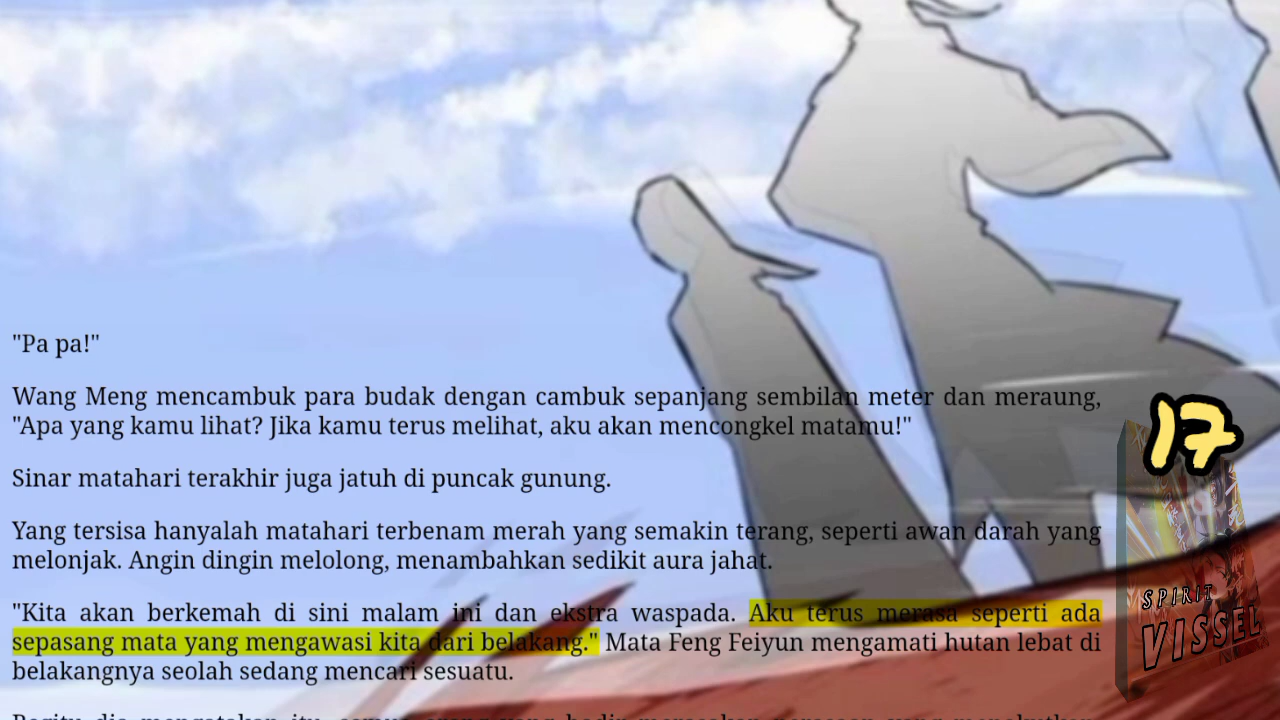 "Pa pa!"
Wang Meng mencambuk para budak dengan cambuk sepanjang sembilan meter dan meraung,
"Apa yang kamu lihat? Jika kamu terus melihat, aku akan mencongkel matamu!"
Sinar matahari terakhir juga jatuh di puncak gunung.
Yang tersisa hanyalah matahari terbenam merah yang semakin terang, seperti awan darah yang
melonjak. Angin dingin melolong, menambahkan sedikit aura jahat.
"Kita akan berkemah di sini malam ini dan ekstra waspada. Aku terus merasa seperti ada
sepasang mata yang mengawasi kita dari belakang." Mata Feng Feiyun mengamati hutan lebat di
belakangnya seolah sedang mencari sesuatu.
17
SPIRIT
VISSEL